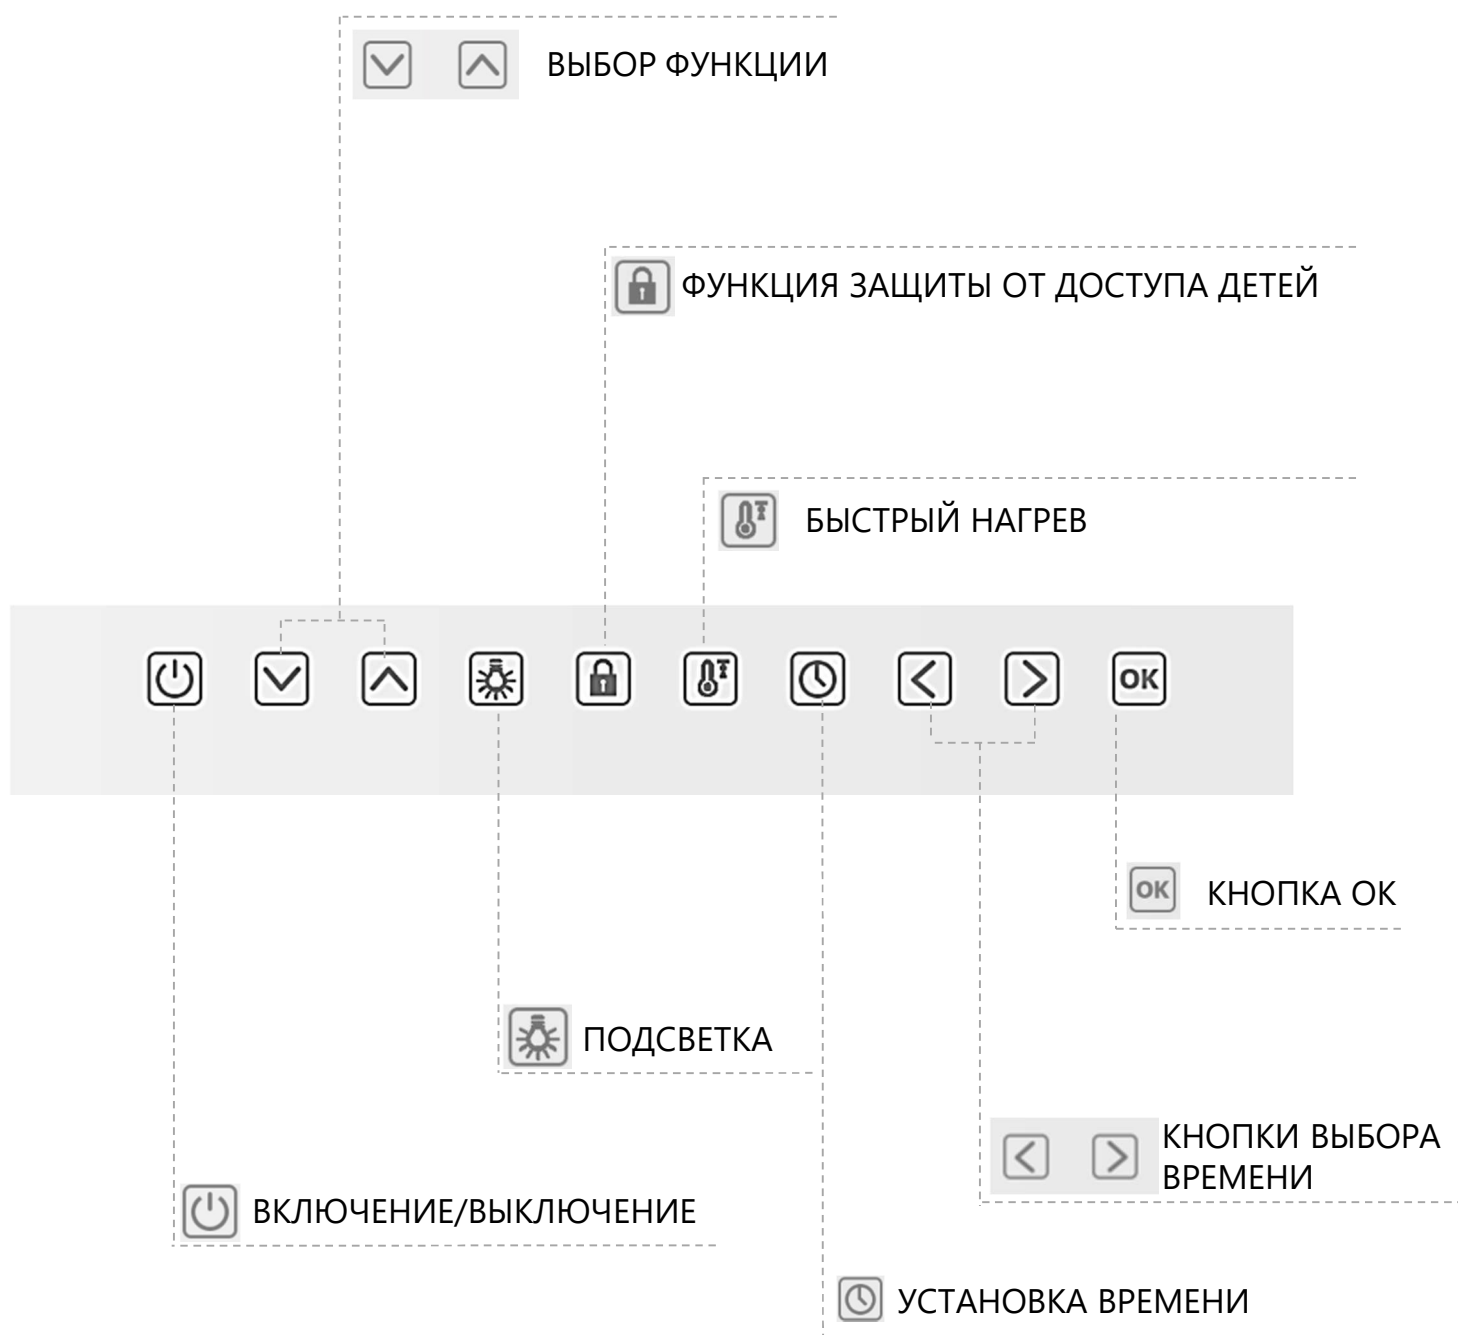 ВЫБОР ФУНКЦИИ
ФУНКЦИЯ ЗАЩИТЫ ОТ ДОСТУПА ДЕТЕЙ
БЫСТРЫЙ НАГРЕВ
OK
OK
КНОПКА ОК
ПОДСВЕТКА
КНОПКИ ВЫБОРА
ВРЕМЕНИ
ВКЛЮЧЕНИЕ/ВЫКЛЮЧЕНИЕ
УСТАНОВКА ВРЕМЕНИ